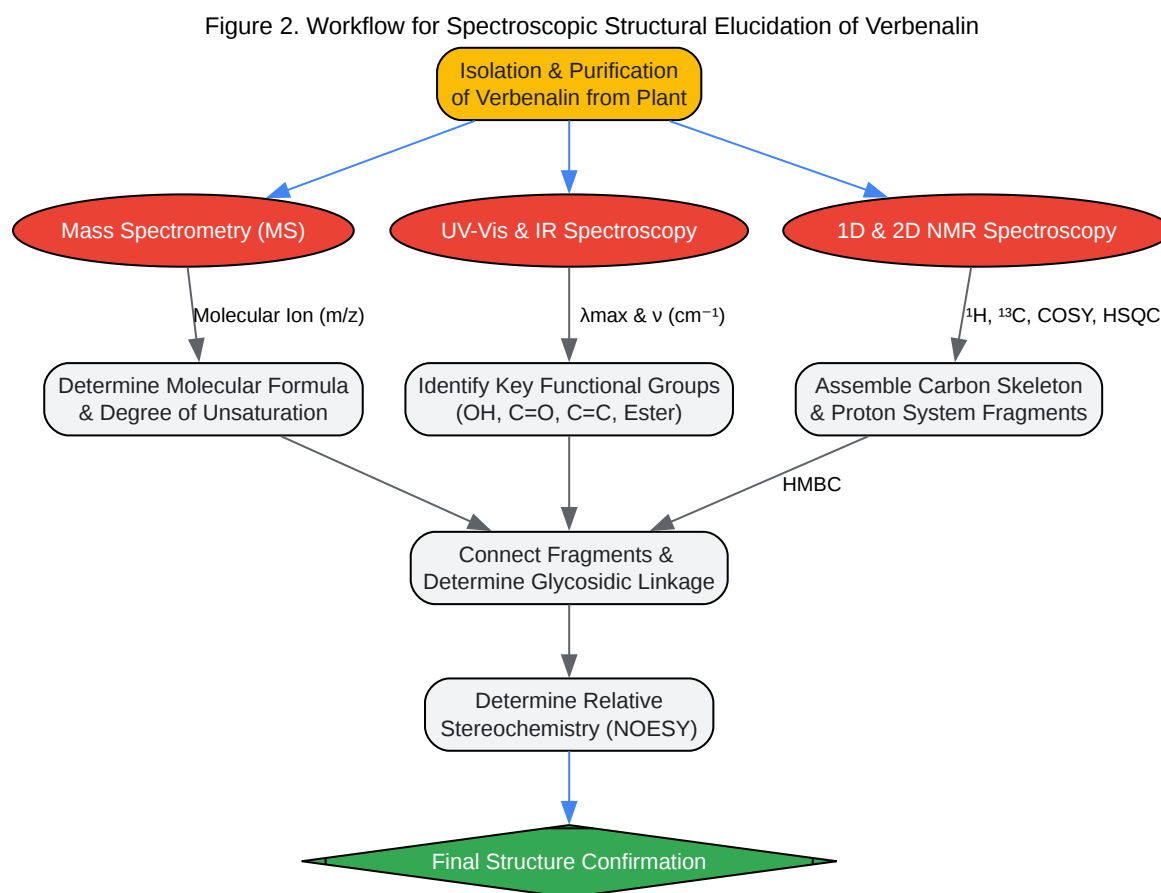 Figure 2. Workflow for Spectroscopic Structural Elucidation of Verbenalin
Isolation & Purification
of Verbenalin from Plant
Mass Spectrometry (MS)
UV-Vis & IR Spectroscopy
1D & 2D NMR Spectroscopy
Molecular Ion (m/z)
λmax & ν (cm⁻¹)
¹H, ¹³C, COSY, HSQC
Determine Molecular Formula
& Degree of Unsaturation
Identify Key Functional Groups
(OH, C=O, C=C, Ester)
Assemble Carbon Skeleton
& Proton System Fragments
HMBC
Connect Fragments &
Determine Glycosidic Linkage
Determine Relative
Stereochemistry (NOESY)
Final Structure Confirmation